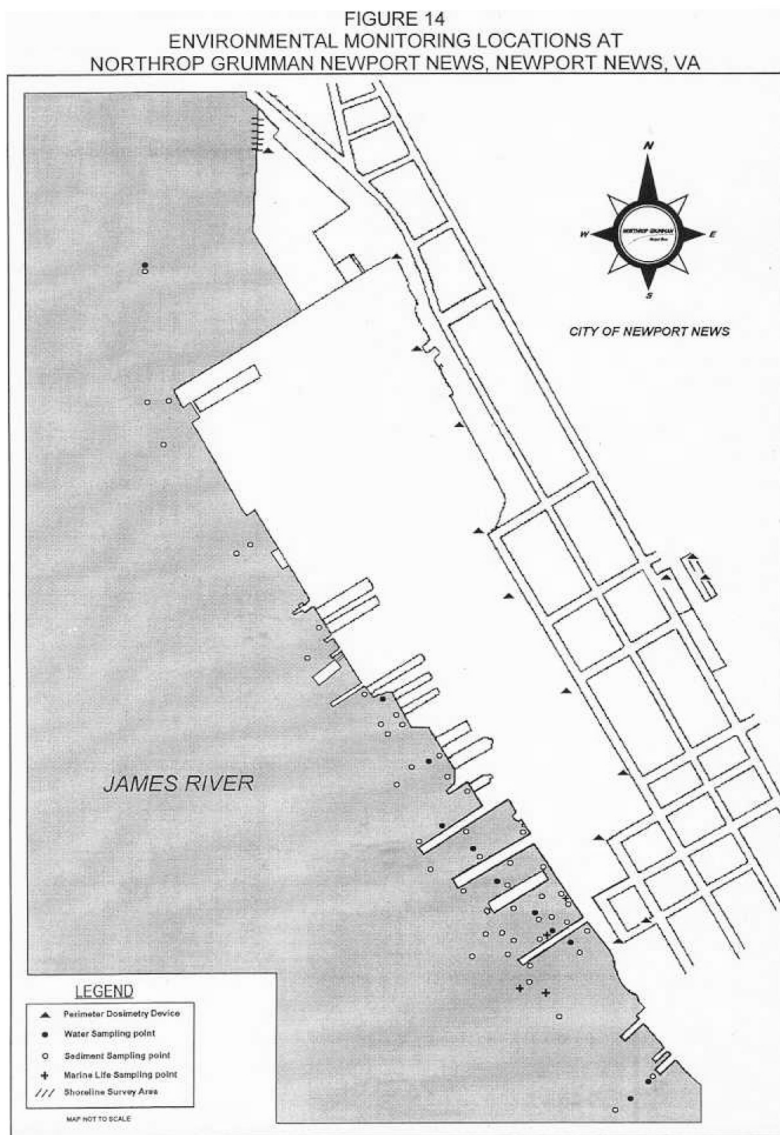 FIGURE 14
ENVIRONMENTAL MONITORING LOCATIONS AT
NORTHROP GRUMMAN NEWPORT NEWS, NEWPORT NEWS, VA
N
NORTHROP GRUMMAN
W
E
S
CITY OF NEWPORT NEWS
JAMES RIVER
LEGEND
Perimeter Dosimetry Device
Water Sampling point
Sediment Sampling point
Marine Life Sampling point
Shoreline Survey Area
MAP NOT TO SCALE